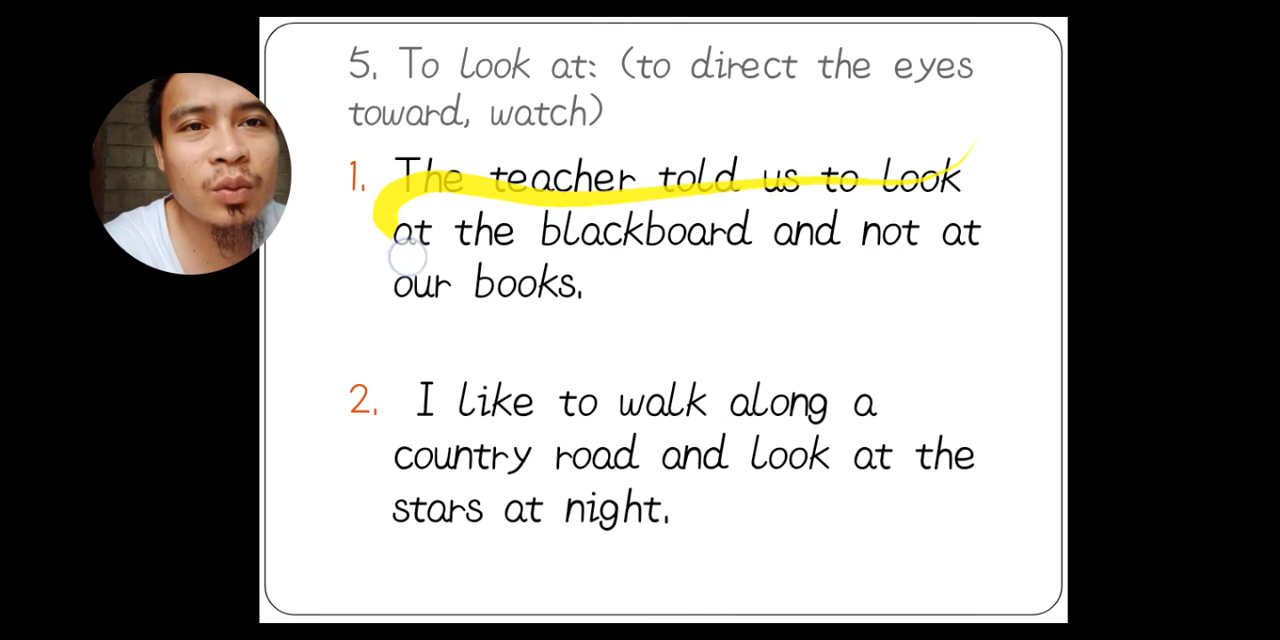 5. To look at: (to direct the eyes
toward, watch)
1. The teacher told us to look
at the blackboard and not at
our books.
2. I like to walk along a
country road and look at the
stars at night.